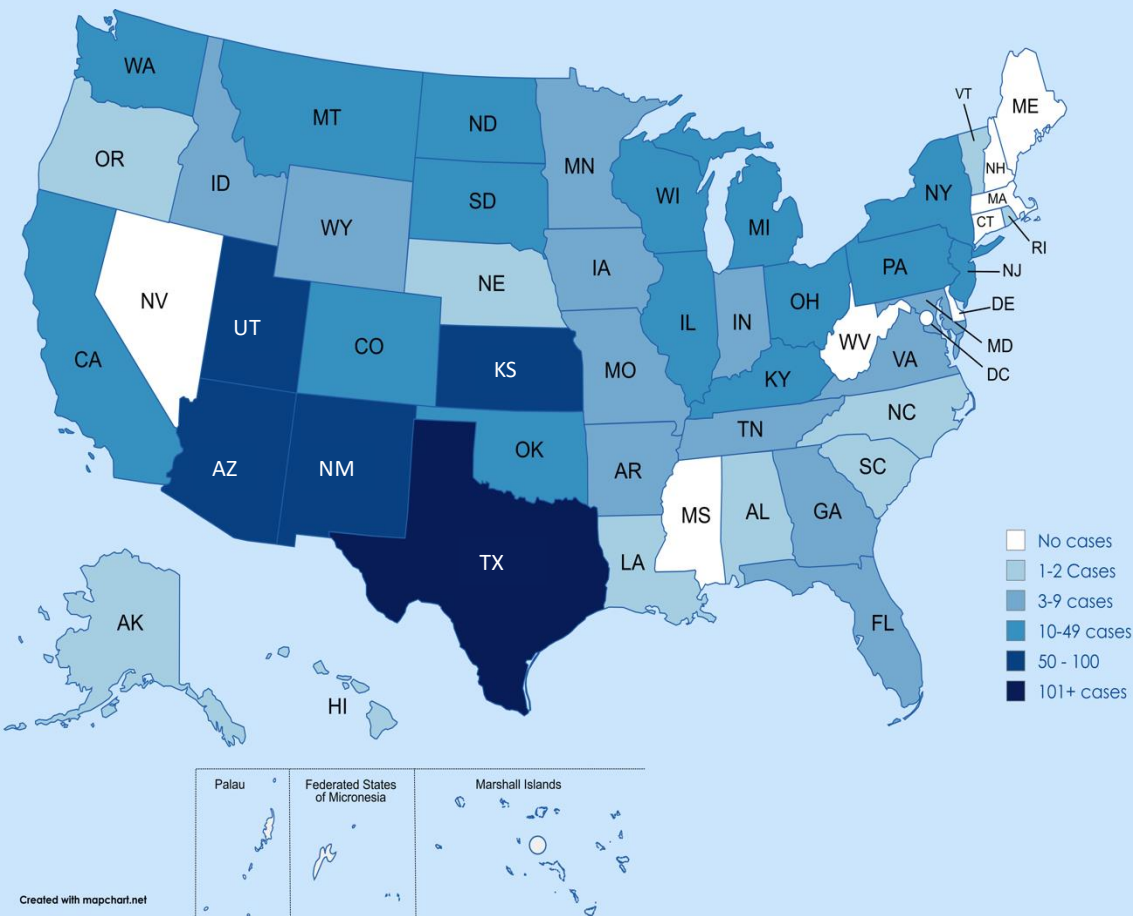 WA
MT
ND
MN
VT
ME
OR
ID
SD
WI
NH
NY
MA
WY
MI
CT
RI
IA
PA
NJ
NE
NV
OH
DE
UT
IL
IN
CA
CO
WV
MD
KS
MO
VA
DC
KY
NC
TN
OK
AZ
NM
AR
SC
MS
AL
GA
TX
LA
No cases
1-2 Cases
3-9 cases
10-49 cases
50 - 100
101+ cases
AK
FL
HI
Palau
Federated States
of Micronesia
Marshall Islands
Created with mapchart.net